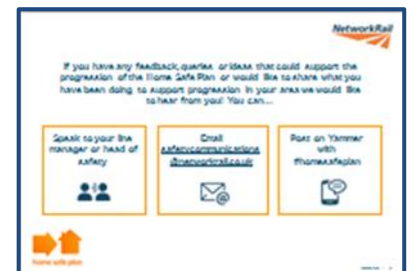 NetworkRail
If you have any feedback, queries, or ideas that could support the
progression of the Home Safe Plan or would like to share what you
have been doing to support progression in your area we would like
to hear from you! You can...
Speak to your line
manager or head of
safety
Email
safetycommunications
@networkrail.co.uk
Post on Yammer
with
#homesafeplan
home safe plan